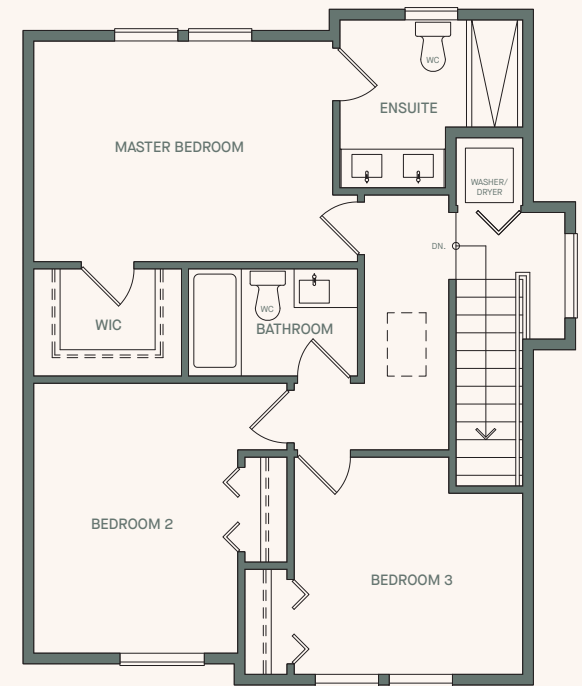 WC
ENSUITE
MASTER BEDROOM
WASHER/
DRYER
DN.
WC
WIC
BATHROOM
BEDROOM 2
BEDROOM 3